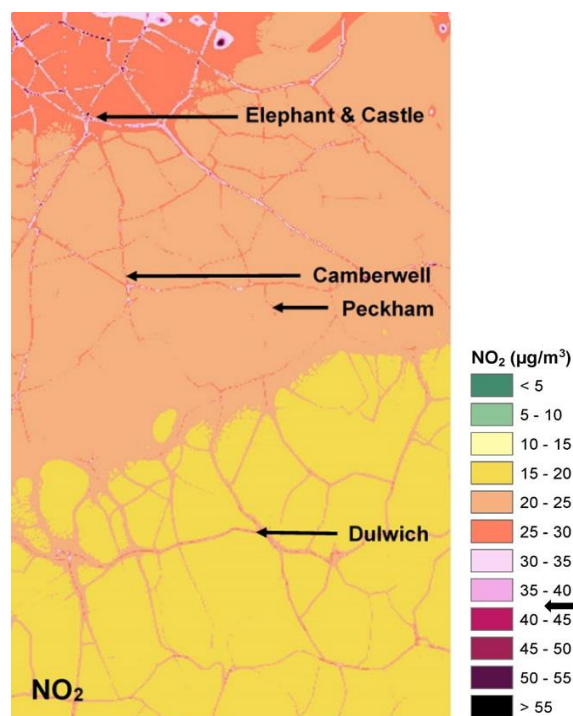 Elephant & Castle
Camberwell
Peckham
Dulwich
NO₂
NO₂ (µg/m³)
< 5
5 - 10
10 - 15
15 - 20
20 - 25
25 - 30
30 - 35
35 - 40
40 - 45
45 - 50
50 - 55
> 55